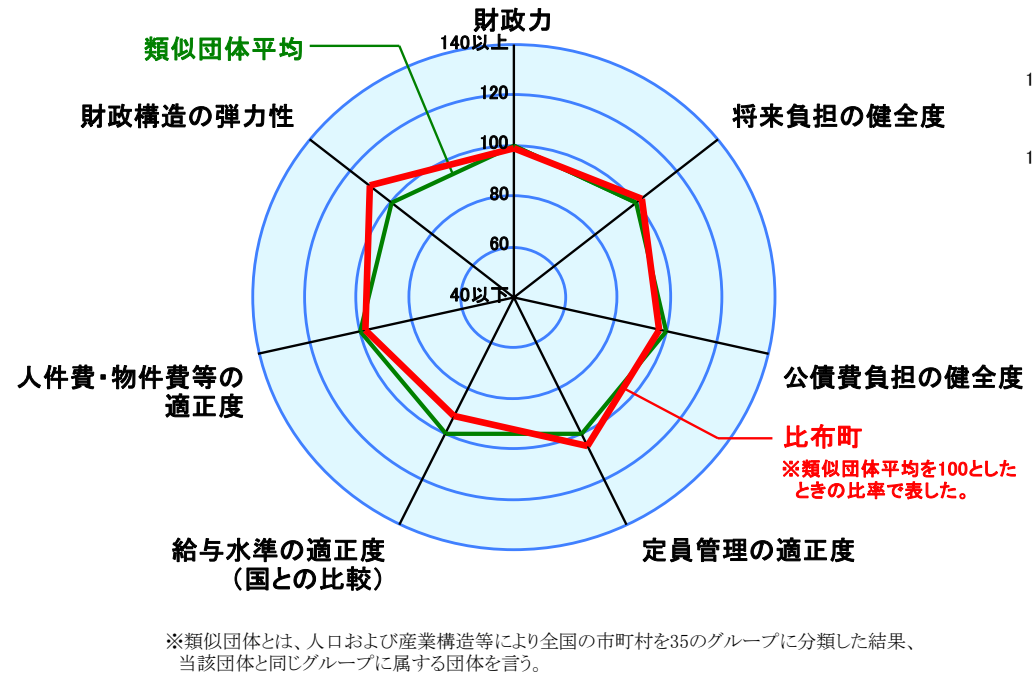 財政力
140以上
類似団体平均
1
120
財政構造の弾力性
将来負担の健全度
100
1
80
60
40以下
人件費・物件費等の
適正度
公債費負担の健全度
比布町
※類似団体平均を100とした
ときの比率で表した。
給与水準の適正度
（国との比較）
定員管理の適正度
※類似団体とは、人口および産業構造等により全国の市町村を35のグループに分類した結果、
当該団体と同じグループに属する団体を言う。